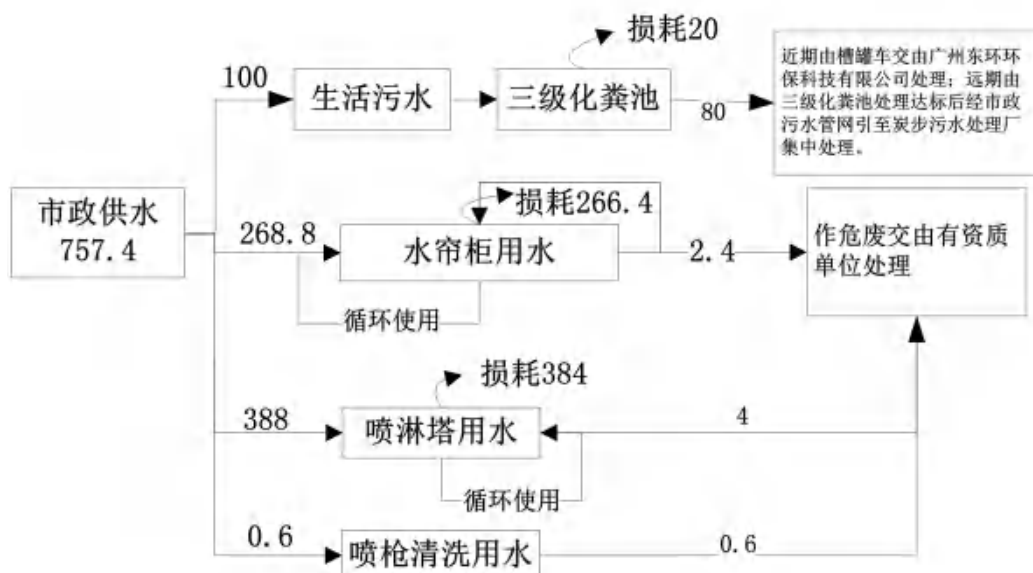 损耗20
近期由槽罐车交由广州东环环
保科技有限公司处理；远期由
三级化粪池处理达标后经市政
污水管网引至炭步污水处理厂
集中处理。
100
生活污水
三级化粪池
80
市政供水
757.4
损耗266.4
268.8
水帘柜用水
2.4
作危废交由有资质
单位处理
循环使用
损耗384
388
喷淋塔用水
4
循环使用
0.6
喷枪清洗用水
0.6